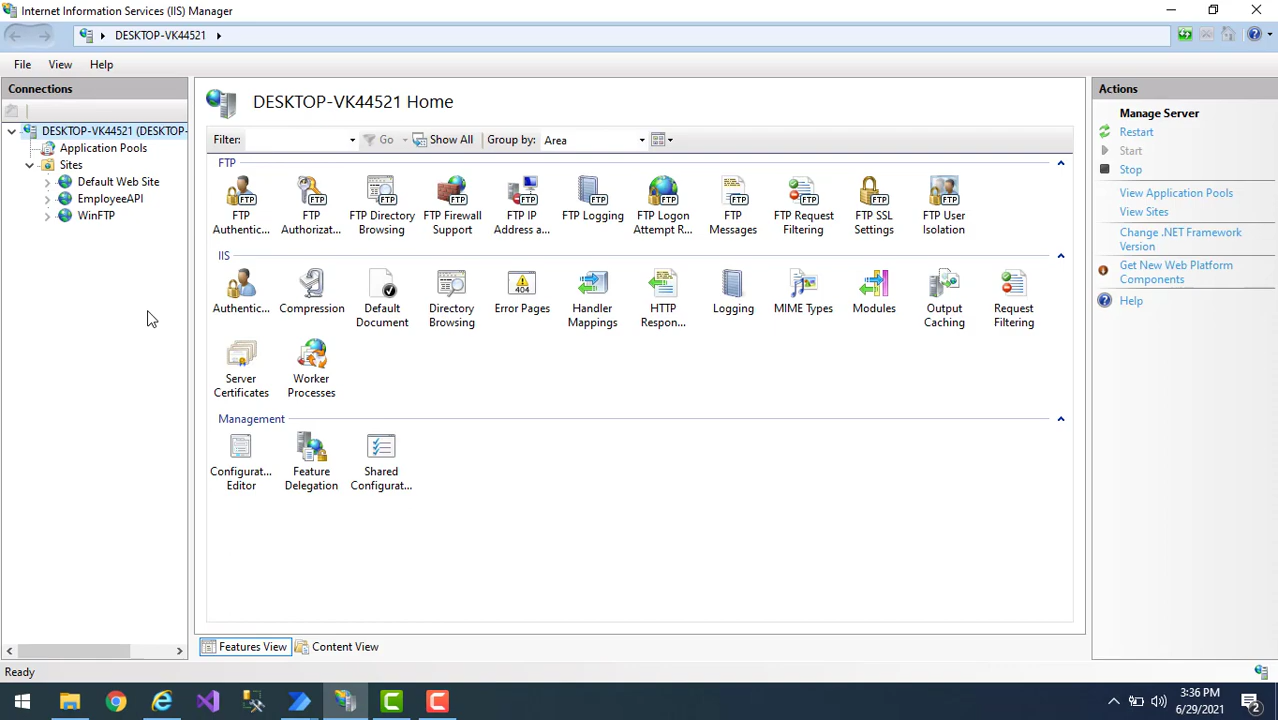 Internet Information Services (IIS) Manager
DESKTOP-VK44521
File View Help
Connections
DESKTOP-VK44521 (DESKTOP-
Application Pools
Sites
Default Web Site
EmployeeAPI
WinFTP
DESKTOP-VK44521 Home
Filter: Go Show All Group by: Area
FTP
FTP Authentic...
FTP Authorizat...
FTP Directory Browsing
FTP Firewall Support
FTP IP Address a...
FTP Logging
FTP Logon Attempt R...
FTP Messages
FTP Request Filtering
FTP SSL Settings
FTP User Isolation
IIS
Authentic...
Compression
Default Document
Directory Browsing
404
Error Pages
Handler Mappings
HTTP Respon...
Logging
MIME Types
Modules
Output Caching
Request Filtering
Server Certificates
Worker Processes
Management
Configurat... Editor
Feature Delegation
Shared Configurat...
Features View Content View
Actions
Manage Server
Restart
Start
Stop
View Application Pools
View Sites
Change .NET Framework
Version
Get New Web Platform
Components
Help
Ready
3:36 PM
6/29/2021
2